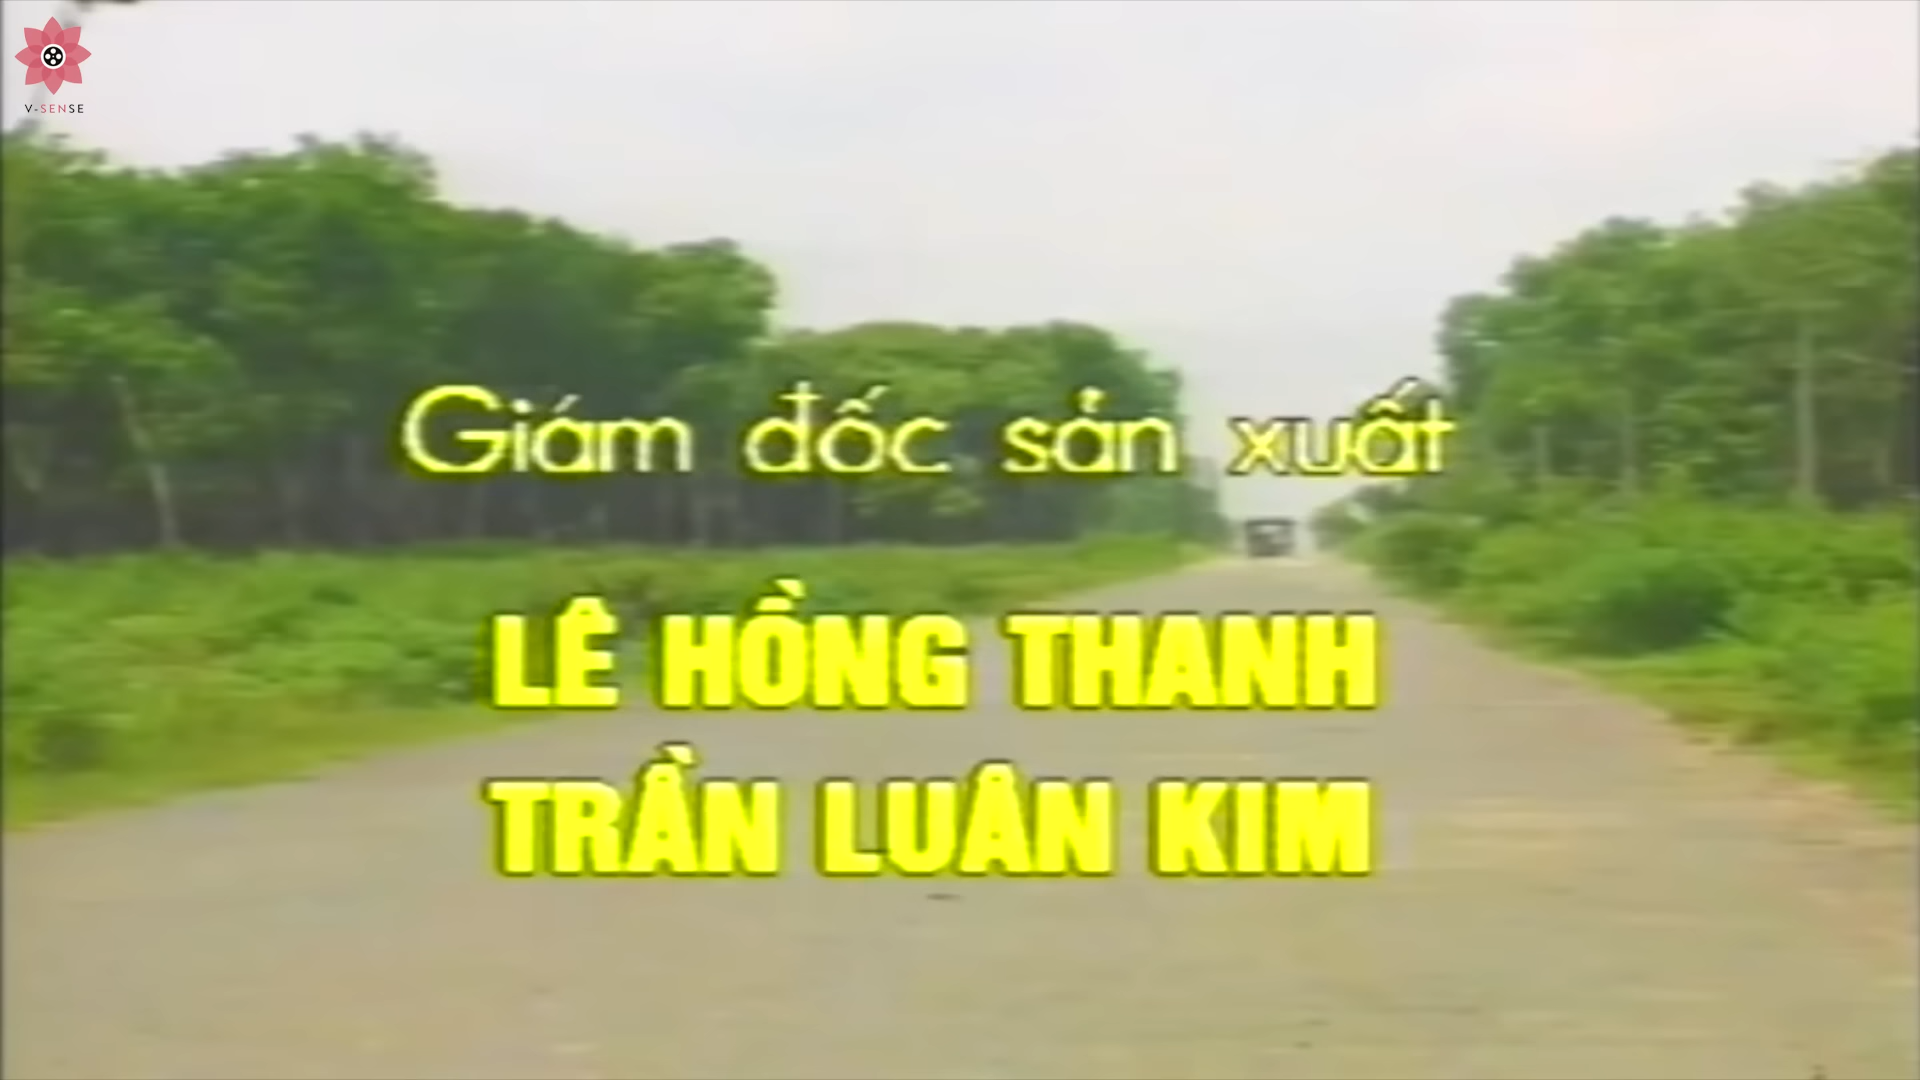 V-SENSE
Giám đốc sản xuất
LÊ HỒNG THANH
TRẦN LUÂN KIM